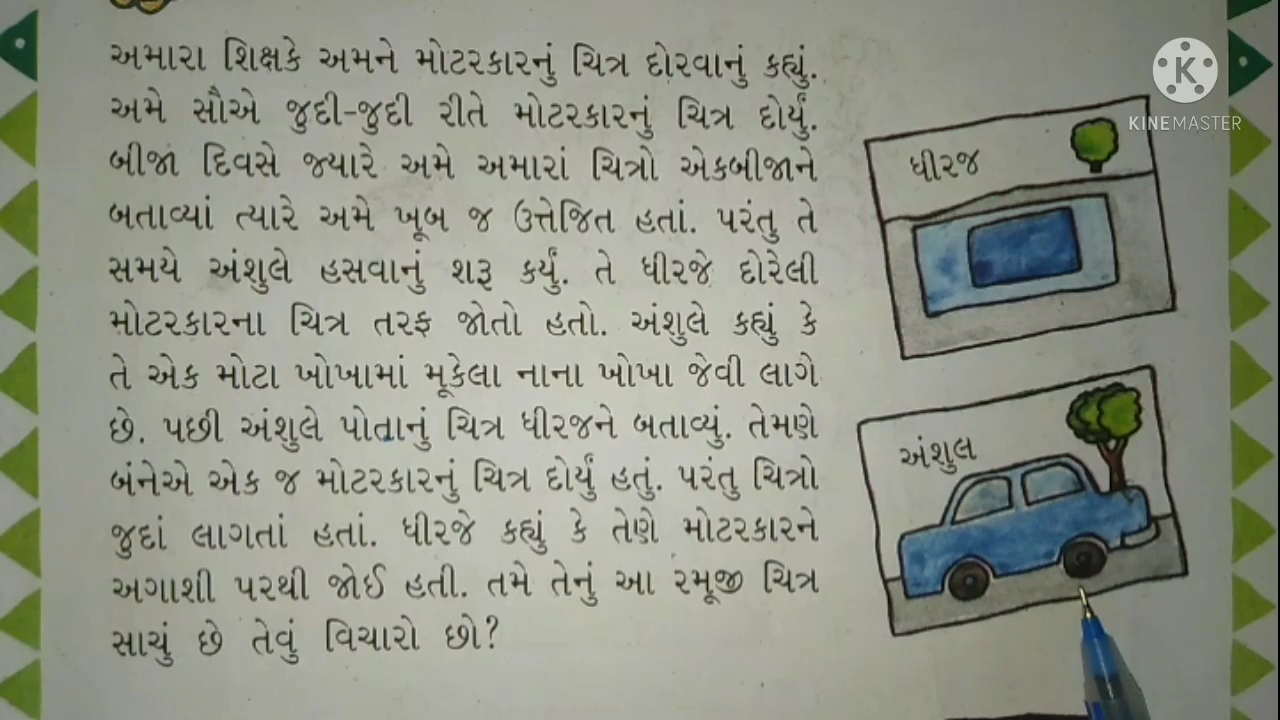 અમારા શિક્ષકે અમને મોટરકારનું ચિત્ર દોરવાનું કહ્યું.
અમે સૌએ જુદી-જુદી રીતે મોટરકારનું ચિત્ર દોર્યું.
બીજા દિવસે જ્યારે અમે અમારાં ચિત્રો એકબીજાને
બતાવ્યાં ત્યારે અમે ખૂબ જ ઉત્તેજિત હતાં. પરંતુ તે
સમયે અંશુલે હસવાનું શરૂ કર્યું. તે ધીરજે દોરેલી
મોટરકારના ચિત્ર તરફ જોતો હતો. અંશુલે કહ્યું કે
તે એક મોટા ખોખામાં મૂકેલા નાના ખોખા જેવી લાગે
છે. પછી અંશુલે પોતાનું ચિત્ર ધીરજને બતાવ્યું. તેમણે
બંનેએ એક જ મોટરકારનું ચિત્ર દોર્યું હતું. પરંતુ ચિત્રો
જુદાં લાગતાં હતાં. ધીરજે કહ્યું કે તેણે મોટરકારને
અગાશી પરથી જોઈ હતી. તમે તેનું આ રમૂજી ચિત્ર
સાચું છે તેવું વિચારો છો?
K
KINEMASTER
ધીરજ
અંશુલ